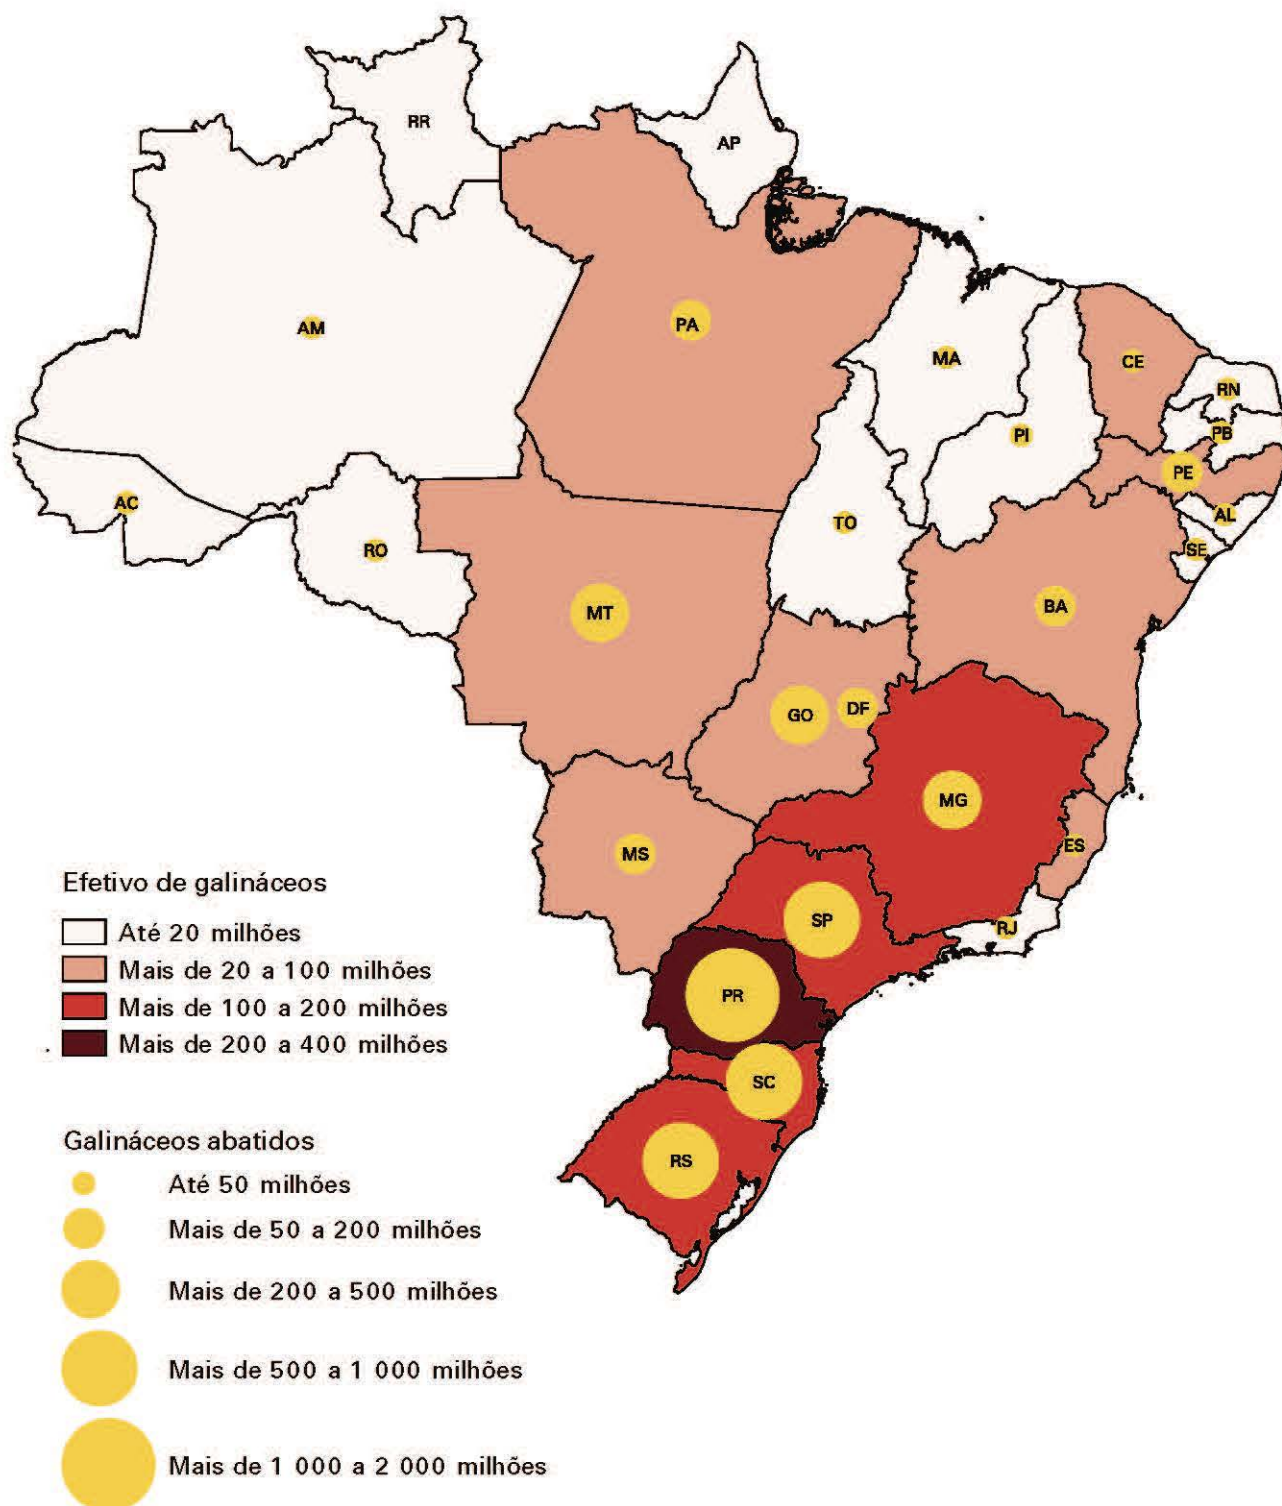 RR
AP
AM
PA
MA
CE
RN
PI
PB
PE
AC
TO
AL
RO
SE
MT
BA
GO
DF
MG
MS
ES
SP
RJ
PR
SC
RS
Efetivo de galináceos
Até 20 milhões
Mais de 20 a 100 milhões
Mais de 100 a 200 milhões
Mais de 200 a 400 milhões
Galináceos abatidos
Até 50 milhões
Mais de 50 a 200 milhões
Mais de 200 a 500 milhões
Mais de 500 a 1 000 milhões
Mais de 1 000 a 2 000 milhões